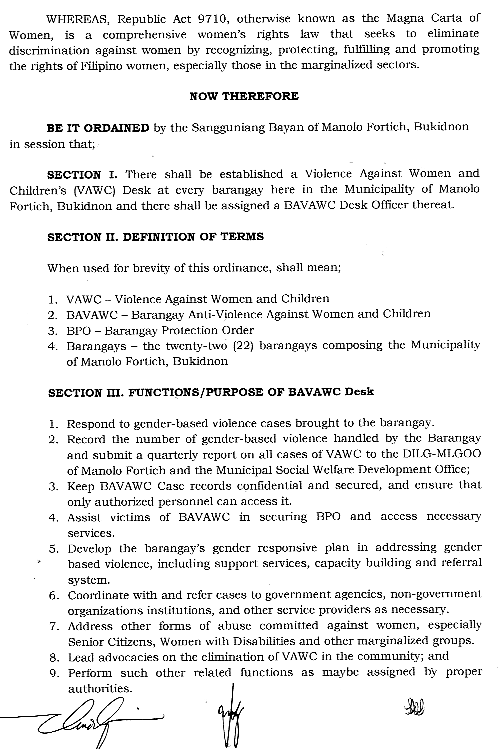 WHEREAS, Republic Act 9710, otherwise known as the Magna Carta of
Women, is a comprehensive women's rights law that seeks to eliminate
discrimination against women by recognizing, protecting, fulfilling and promoting
the rights of Filipino women, especially those in the marginalized sectors.
NOW THEREFORE
BE IT ORDAINED by the Sangguniang Bayan of Manolo Fortich, Bukidnon
in session that;
SECTION I. There shall be established a Violence Against Women and
Children's (VAWC) Desk at every barangay here in the Municipality of Manolo
Fortich, Bukidnon and there shall be assigned a BAVAWC Desk Officer thereat.
SECTION II. DEFINITION OF TERMS
When used for brevity of this ordinance, shall mean;
1. VAWC – Violence Against Women and Children
2. BAVAWC – Barangay Anti-Violence Against Women and Children
3. BPO – Barangay Protection Order
4. Barangays – the twenty-two (22) barangays composing the Municipality
of Manolo Fortich, Bukidnon
SECTION III. FUNCTIONS/PURPOSE OF BAVAWC Desk
1. Respond to gender-based violence cases brought to the barangay.
2. Record the number of gender-based violence handled by the Barangay
and submit a quarterly report on all cases of VAWC to the DILG-MLGOO
of Manolo Fortich and the Municipal Social Welfare Development Office;
3. Keep BAVAWC Case records confidential and secured, and ensure that
only authorized personnel can access it.
4. Assist victims of BAVAWC in securing BPO and access necessary
services.
5. Develop the barangay's gender responsive plan in addressing gender
based violence, including support services, capacity building and referral
system.
6. Coordinate with and refer cases to government agencies, non-government
organizations institutions, and other service providers as necessary.
7. Address other forms of abuse committed against women, especially
Senior Citizens, Women with Disabilities and other marginalized groups.
8. Lead advocacies on the elimination of VAWC in the community; and
9. Perform such other related functions as maybe assigned by proper
authorities.